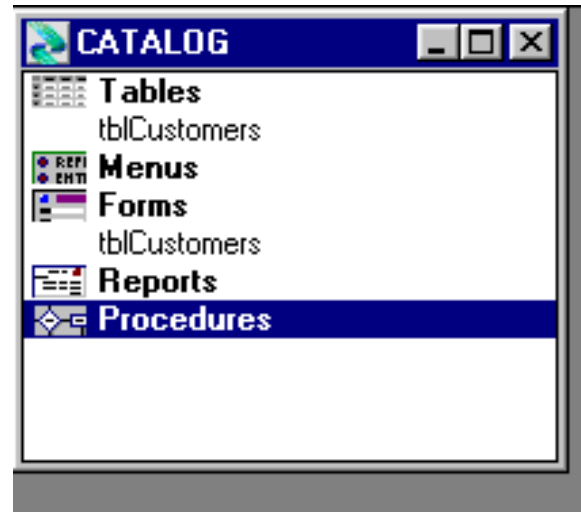 CATALOG
Tables
tblCustomers
Menus
Forms
tblCustomers
Reports
Procedures